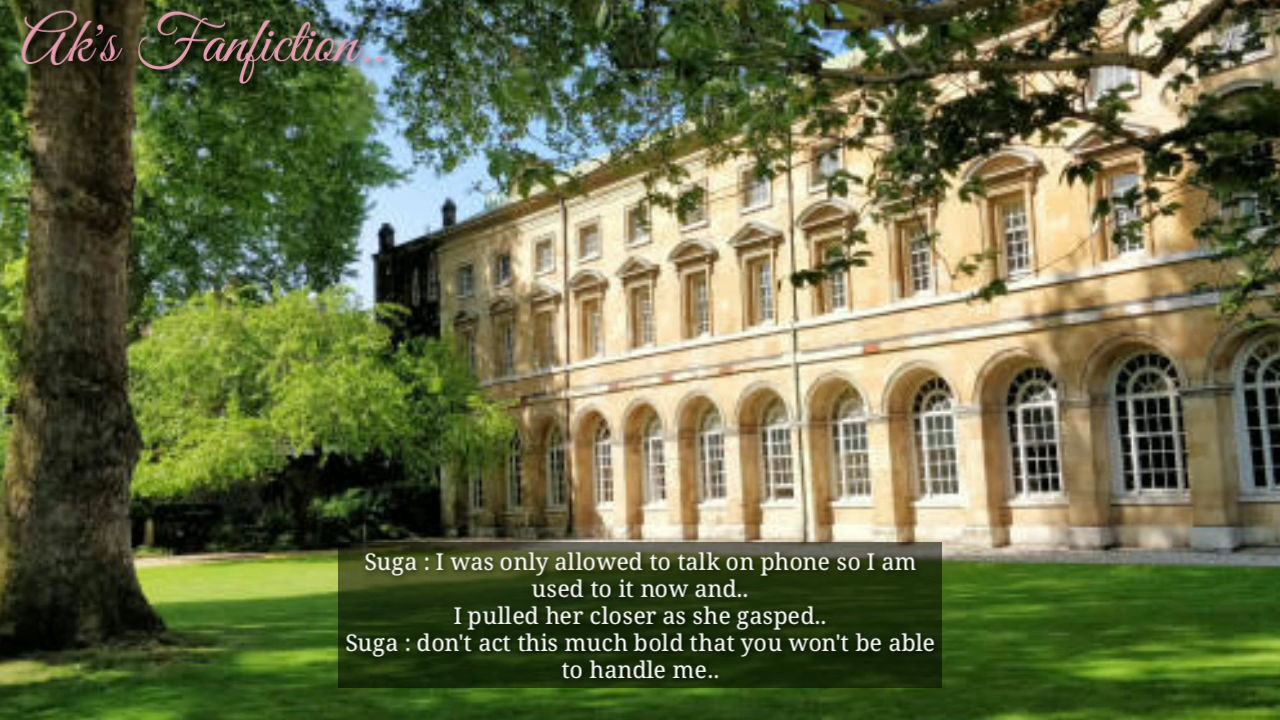 Ak's Fanfiction..
Suga : I was only allowed to talk on phone so I am
used to it now and..
I pulled her closer as she gasped..
Suga : don't act this much bold that you won't be able
to handle me..